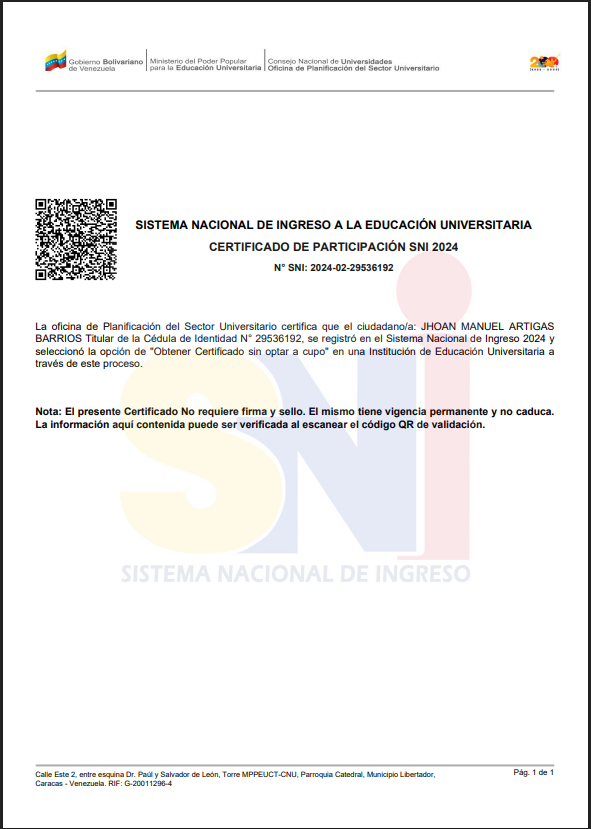 Gobierno Bolivariano
de Venezuela
Ministerio del Poder Popular
para la Educación Universitaria
Consejo Nacional de Universidades
Oficina de Planificación del Sector Universitario
200
SISTEMA NACIONAL DE INGRESO A LA EDUCACIÓN UNIVERSITARIA
CERTIFICADO DE PARTICIPACIÓN SNI 2024
N° SNI: 2024-02-29536192
La oficina de Planificación del Sector Universitario certifica que el ciudadano/a: JHOAN MANUEL ARTIGAS
BARRIOS Titular de la Cédula de Identidad N° 29536192, se registró en el Sistema Nacional de Ingreso 2024 y
seleccionó la opción de "Obtener Certificado sin optar a cupo" en una Institución de Educación Universitaria a
través de este proceso.
Nota: El presente Certificado No requiere firma y sello. El mismo tiene vigencia permanente y no caduca.
La información aquí contenida puede ser verificada al escanear el código QR de validación.
SNi
SISTEMA NACIONAL DE INGRESO
Calle Este 2, entre esquina Dr. Paúl y Salvador de León, Torre MPPEUCT-CNU, Parroquia Catedral, Municipio Libertador,
Caracas - Venezuela. RIF: G-20011296-4
Pág. 1 de 1